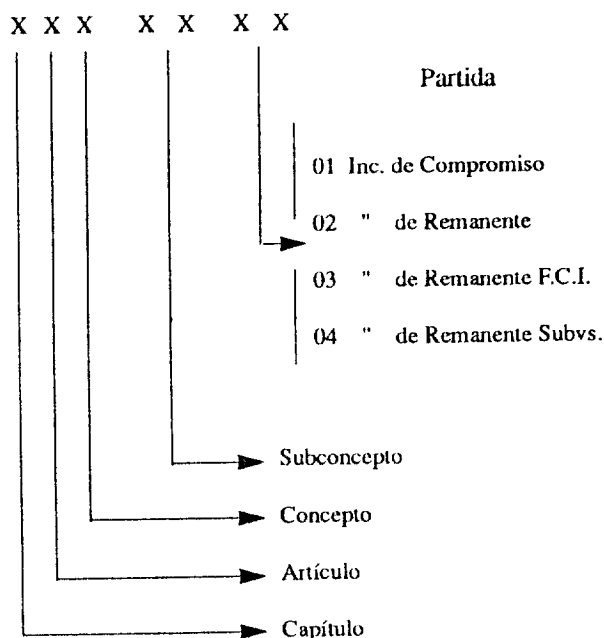 X X X X X X X
Partida
01 Inc. de Compromiso
02 " de Remanente
03 " de Remanente F.C.I.
04 " de Remanente Subvs.
Subconcepto
Concepto
Artículo
Capítulo